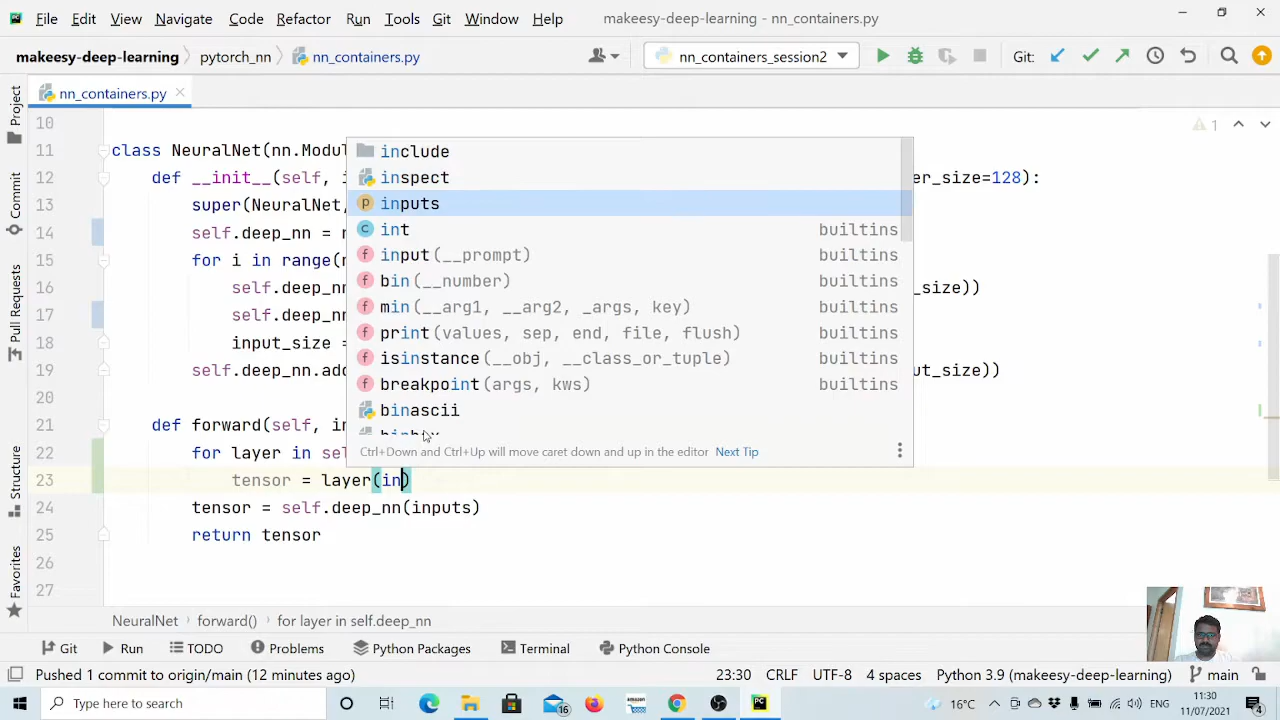 File Edit View Navigate Code Refactor Run Tools Git Window Help makeesy-deep-learning - nn_containers.py
makeesy-deep-learning pytorch_nn nn_containers.py nn_containers_session2 Git:
nn_containers.py
Project
Commit
Pull Requests
Structure
Favorites
10
11 class NeuralNet(nn.Modul
12 def __init__(self, i er_size=128):
13 super(NeuralNet,
14 self.deep_nn = n
15 for i in range(n
16 self.deep_nn _size))
17 self.deep_nn
18 input_size =
19 self.deep_nn.add ut_size))
20
21 def forward(self, in
22 for layer in sel
23 tensor = layer(in)
24 tensor = self.deep_nn(inputs)
25 return tensor
26
27
1
include
inspect
inputs
int builtins
input(__prompt) builtins
bin(__number) builtins
min(__arg1, __arg2, _args, key) builtins
print(values, sep, end, file, flush) builtins
isinstance(__obj, __class_or_tuple) builtins
breakpoint(args, kws) builtins
binascii
Ctrl+Down and Ctrl+Up will move caret down and up in the editor Next Tip
NeuralNet forward() for layer in self.deep_nn
Git Run TODO Problems Python Packages Terminal Python Console
Pushed 1 commit to origin/main (12 minutes ago) 23:30 CRLF UTF-8 4 spaces Python 3.9 (makeesy-deep-learning) main
Type here to search 16 16°C 11:30
11/07/2021 4